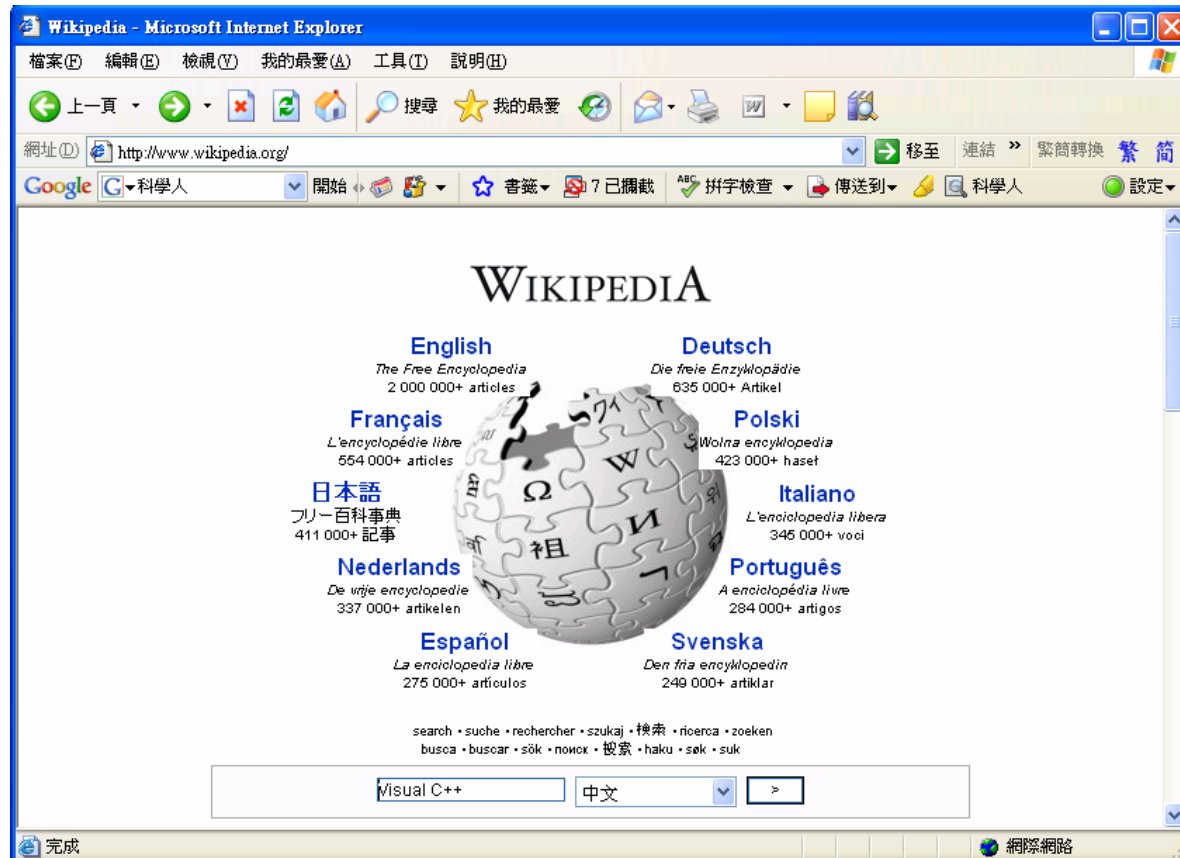 Wikipedia - Microsoft Internet Explorer
檔案(F) 編輯(E) 檢視(V) 我的最愛(A) 工具(T) 說明(H)
上一頁 搜尋 我的最愛
網址(D) http://www.wikipedia.org/ 移至 連結 » 繁簡轉換 繁 简
Google G 科學人 開始 書籤 7 已攔截 ABC 拼字檢查 傳送到 科學人 設定
WIKIPEDIA
English
The Free Encyclopedia
2 000 000+ articles
Deutsch
Die freie Enzyklopädie
635 000+ Artikel
Français
L'encyclopédie libre
554 000+ articles
Polski
Wolna encyklopedia
423 000+ haseł
日本語
フリー百科事典
411 000+ 記事
Italiano
L'enciclopedia libera
345 000+ voci
Nederlands
De vrije encyclopedie
337 000+ artikelen
Português
A enciclopédia livre
284 000+ artigos
Español
La enciclopedia libre
275 000+ artículos
Svenska
Den fria encyklopedin
249 000+ artiklar
Ω W И 祖
search · suche · rechercher · szukaj · 検索 · ricerca · zoeken
busca · buscar · sök · поиск · 搜索 · haku · søk · suk
Visual C++ 中文 >
完成 網際網路